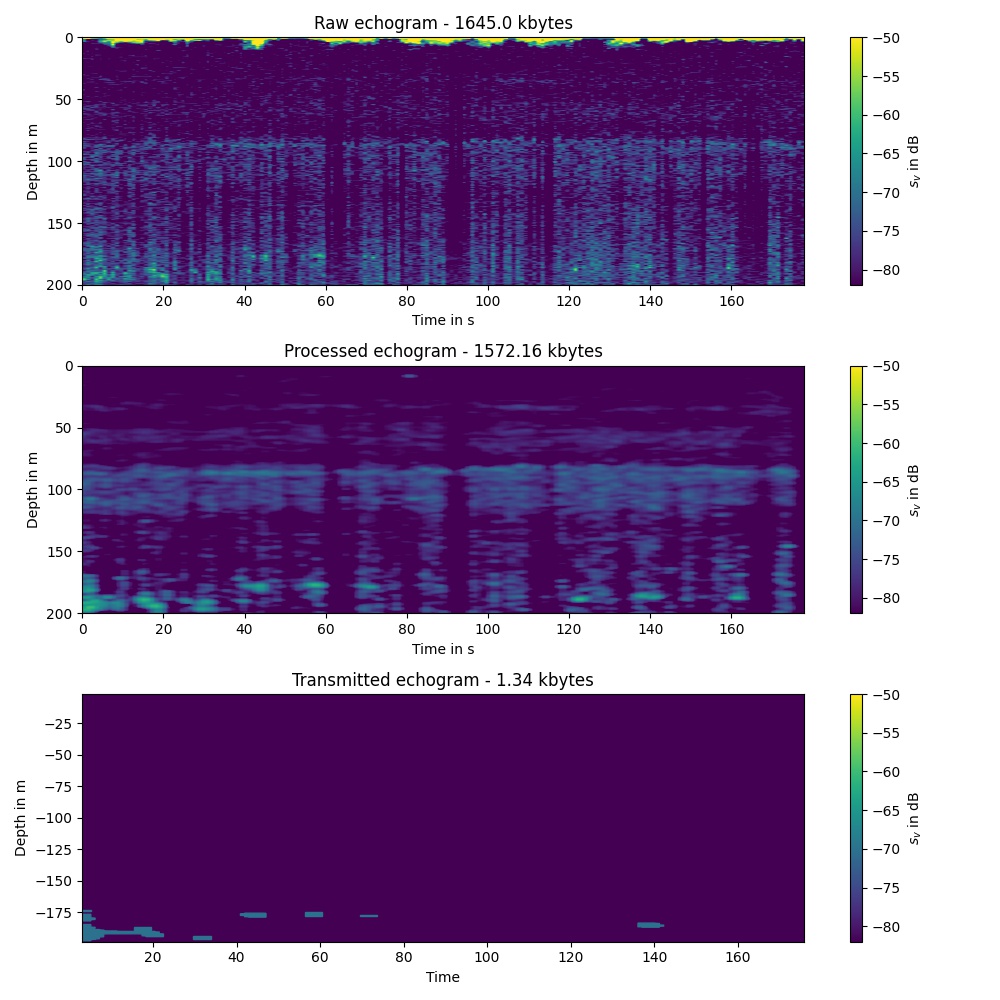 Raw echogram - 1645.0 kbytes
0
50
100
150
200
Depth in m
0 20 40 60 80 100 120 140 160
Time in s
−50
−55
−60
−65
−70
−75
−80
sv in dB
Processed echogram - 1572.16 kbytes
0
50
100
150
200
Depth in m
0 20 40 60 80 100 120 140 160
Time in s
−50
−55
−60
−65
−70
−75
−80
sv in dB
Transmitted echogram - 1.34 kbytes
−25
−50
−75
−100
−125
−150
−175
Depth in m
20 40 60 80 100 120 140 160
Time
−50
−55
−60
−65
−70
−75
−80
sv in dB